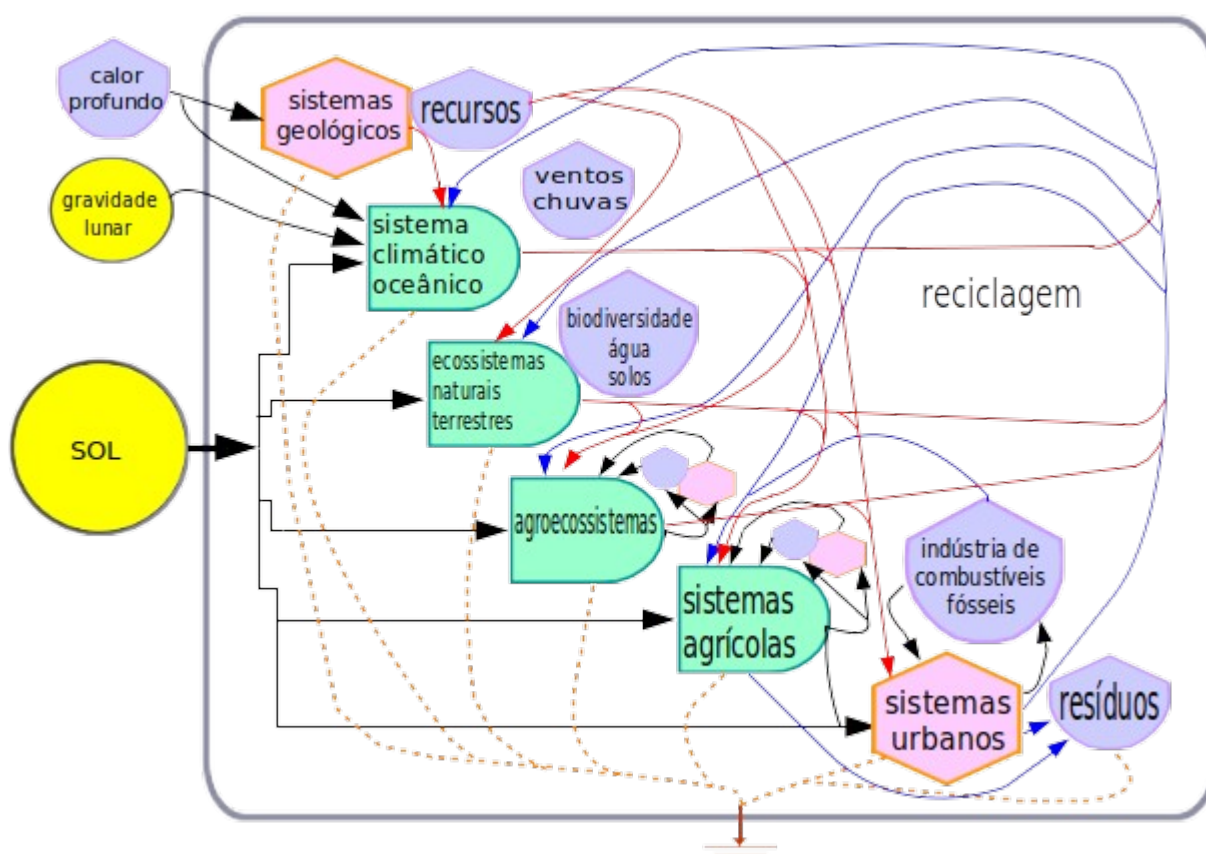 calor
profundo
sistemas
geológicos
recursos
ventos
chuvas
gravidade
lunar
sistema
climático
oceânico
reciclagem
biodiversidade
água
solos
ecossistemas
naturais
terrestres
SOL
agroecossistemas
indústria de
combustíveis
fósseis
sistemas
agrícolas
sistemas
urbanos
resíduos